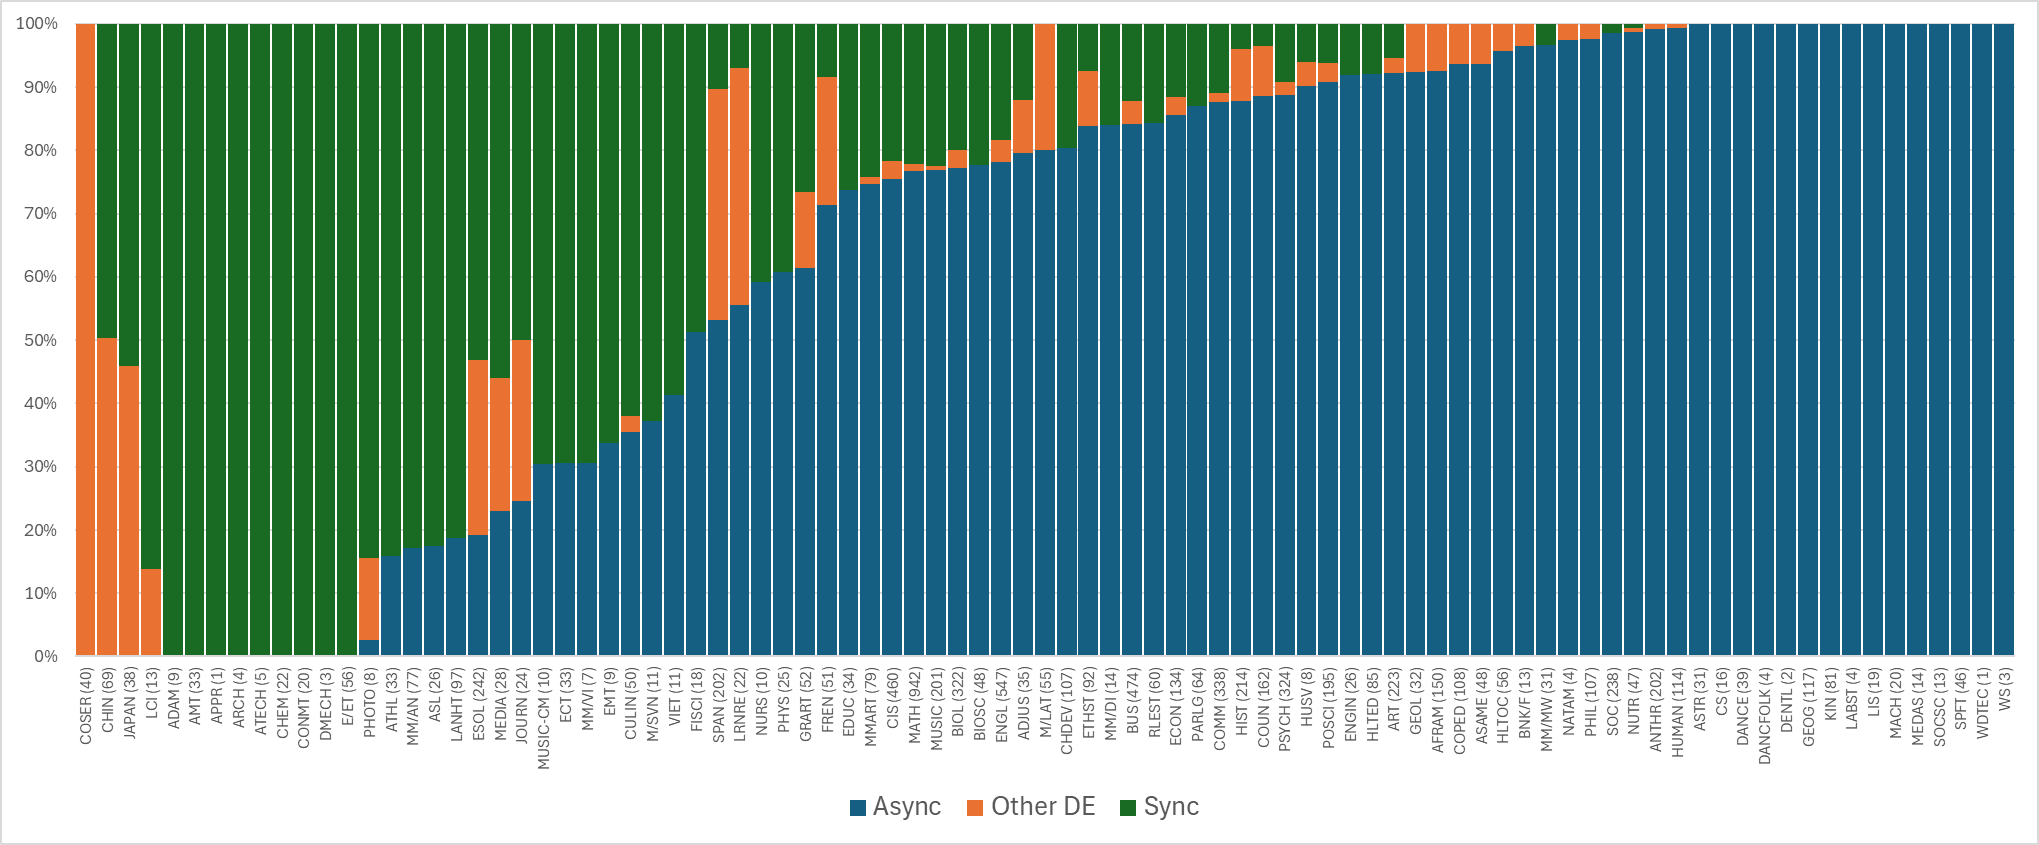 100%
90%
80%
70%
60%
50%
40%
30%
20%
10%
0%
COSER (40)
CHIN (69)
JAPAN (38)
LCI (13)
ADAM (9)
AMT (33)
APPR (1)
ARCH (4)
ATECH (5)
CHEM (22)
CONMT (20)
DMECH (3)
E/ET (56)
PHOTO (8)
ATHL (33)
MM/AN (77)
ASL (26)
LANHT (97)
ESOL (242)
MEDIA (28)
JOURN (24)
MUSIC-CM (10)
ECT (33)
MM/VI (7)
EMT (9)
CULIN (50)
M/SVN (11)
VIET (11)
FISCI (18)
SPAN (202)
LRNRE (22)
NURS (10)
PHYS (25)
GRART (52)
FREN (51)
EDUC (34)
MMART (79)
CIS (460)
MATH (942)
MUSIC (201)
BIOL (322)
BIOSC (48)
ENGL (547)
ADJUS (35)
M/LAT (55)
CHDEV (107)
ETHST (92)
MM/DI (14)
BUS (474)
RLEST (60)
ECON (134)
PARLG (64)
COMM (338)
HIST (214)
COUN (162)
PSYCH (324)
HUSV (8)
POSCI (195)
ENGIN (26)
HLTED (85)
ART (223)
GEOL (32)
AFRAM (150)
COPED (108)
ASAME (48)
HLTOC (56)
BNK/F (13)
MM/MW (31)
NATAM (4)
PHIL (107)
SOC (238)
NUTR (47)
ANTHR (202)
HUMAN (114)
ASTR (31)
CS (16)
DANCE (39)
DANCFOLK (4)
DENTL (2)
GEOG (117)
KIN (81)
LABST (4)
LIS (19)
MACH (20)
MEDAS (14)
SOCSC (13)
SPFT (46)
WDTEC (1)
WS (3)
Async Other DE Sync